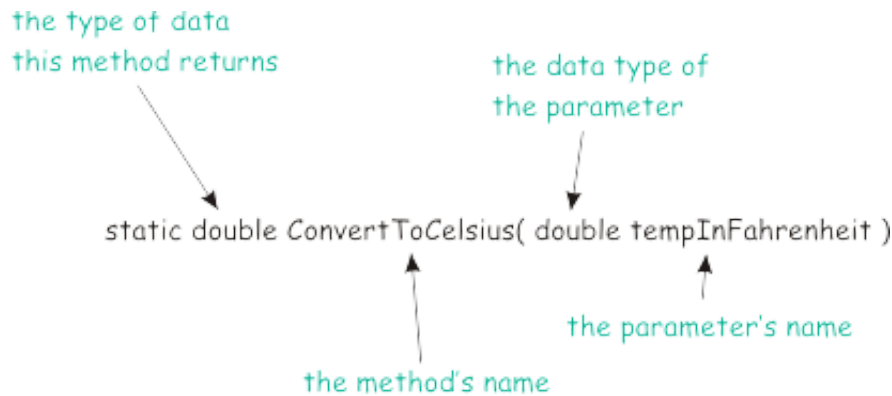 the type of data
this method returns
the data type of
the parameter
static double ConvertToCelsius( double tempInFahrenheit )
the parameter's name
the method's name